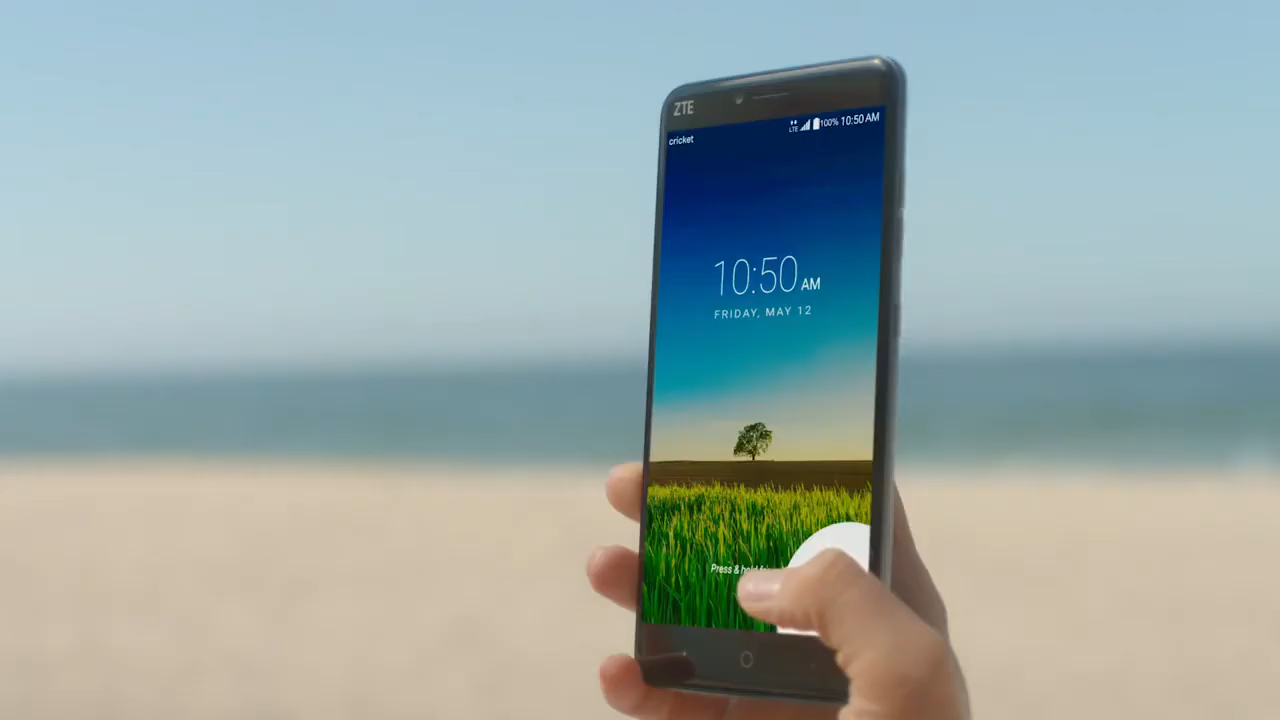 ZTE
cricket
LTE 100% 10:50 AM
10:50 AM
FRIDAY, MAY 12
Press & hold